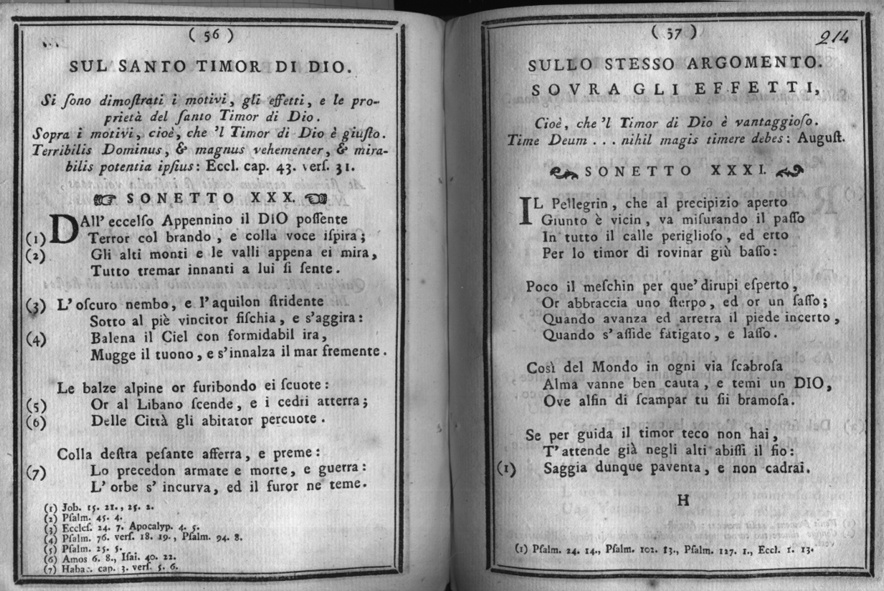 ( 56 )
SUL SANTO TIMOR DI DIO.
Si ſono dimoſtrati i motivi, gli effetti, e le pro-
prietà del ſanto Timor di Dio.
Sopra i motivi, cioè, che 'l Timor di Dio è giuſto.
Terribilis Dominus, & magnus vehementer, & mira-
bilis potentia ipſius: Eccl. cap. 43. verſ. 31.
SONETTO XXX.
DAll' eccelſo Appennino il DIO poſſente
(1) Terror col brando, e colla voce iſpira;
(2) Gli alti monti e le valli appena ei mira,
Tutto tremar innanti a lui ſi ſente.
(3) L' oſcuro nembo, e l' aquilon ſtridente
Sotto al piè vincitor fiſchia, e s' aggira:
(4) Balena il Ciel con formidabil ira,
Mugge il tuono, e s' innalza il mar fremente.
Le balze alpine or furibondo ei ſcuote:
(5) Or al Libano ſcende, e i cedri atterra;
(6) Delle Città gli abitator percuote.
Colla deſtra peſante afferra, e preme:
(7) Lo precedon armate e morte, e guerra:
L' orbe s' incurva, ed il furor ne teme.
(1) Job. 15. 21., 25. 2.
(2) Pſalm. 45. 4.
(3) Eccleſ. 24. 7. Apocalyp. 4. 5.
(4) Pſalm. 76. verſ. 18. 19., Pſalm. 94. 8.
(5) Pſalm. 25. 5.
(6) Amos 6. 8., Iſai. 40. 22.
(7) Habac. cap. 3. verſ. 5. 6.
( 57 )
214
SULLO STESSO ARGOMENTO.
SOVRA GLI EFFETTI,
Cioè, che 'l Timor di Dio è vantaggioſo.
Time Deum . . . nihil magis timere debes: Auguſt.
SONETTO XXXI.
IL Pellegrin, che al precipizio aperto
Giunto è vicin, va miſurando il paſſo
In tutto il calle periglioſo, ed erto
Per lo timor di rovinar giù baſſo:
Poco il meſchin per que' dirupi eſperto,
Or abbraccia uno ſterpo, ed or un ſaſſo;
Quando avanza ed arretra il piede incerto,
Quando s' aſſide fatigato, e laſſo.
Così del Mondo in ogni via ſcabroſa
Alma vanne ben cauta, e temi un DIO,
Ove alfin di ſcampar tu ſii bramoſa.
Se per guida il timor teco non hai,
T' attende già negli alti abiſſi il fio:
(1) Saggia dunque paventa, e non cadrai.
H
(1) Pſalm. 24. 14., Pſalm. 102. 13., Pſalm. 127. 1., Eccl. 1. 13.